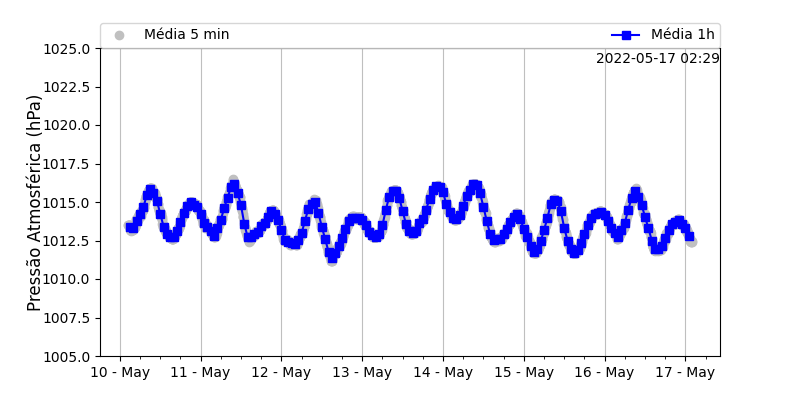 Média 5 min
Média 1h
2022-05-17 02:29
Pressão Atmosférica (hPa)
1025.0
1022.5
1020.0
1017.5
1015.0
1012.5
1010.0
1007.5
1005.0
10 - May
11 - May
12 - May
13 - May
14 - May
15 - May
16 - May
17 - May